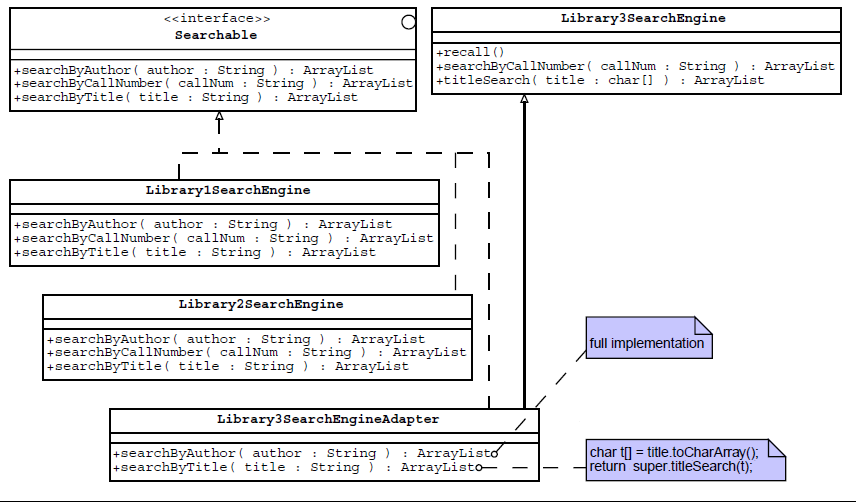 <<interface>>
Searchable
+searchByAuthor( author : String ) : ArrayList
+searchByCallNumber( callNum : String ) : ArrayList
+searchByTitle( title : String ) : ArrayList
Library3SearchEngine
+recall()
+searchByCallNumber( callNum : String ) : ArrayList
+titleSearch( title : char[] ) : ArrayList
Library1SearchEngine
+searchByAuthor( author : String ) : ArrayList
+searchByCallNumber( callNum : String ) : ArrayList
+searchByTitle( title : String ) : ArrayList
Library2SearchEngine
+searchByAuthor( author : String ) : ArrayList
+searchByCallNumber( callNum : String ) : ArrayList
+searchByTitle( title : String ) : ArrayList
full implementation
Library3SearchEngineAdapter
+searchByAuthor( author : String ) : ArrayList
+searchByTitle( title : String ) : ArrayList
char t[] = title.toCharArray();
return super.titleSearch(t);